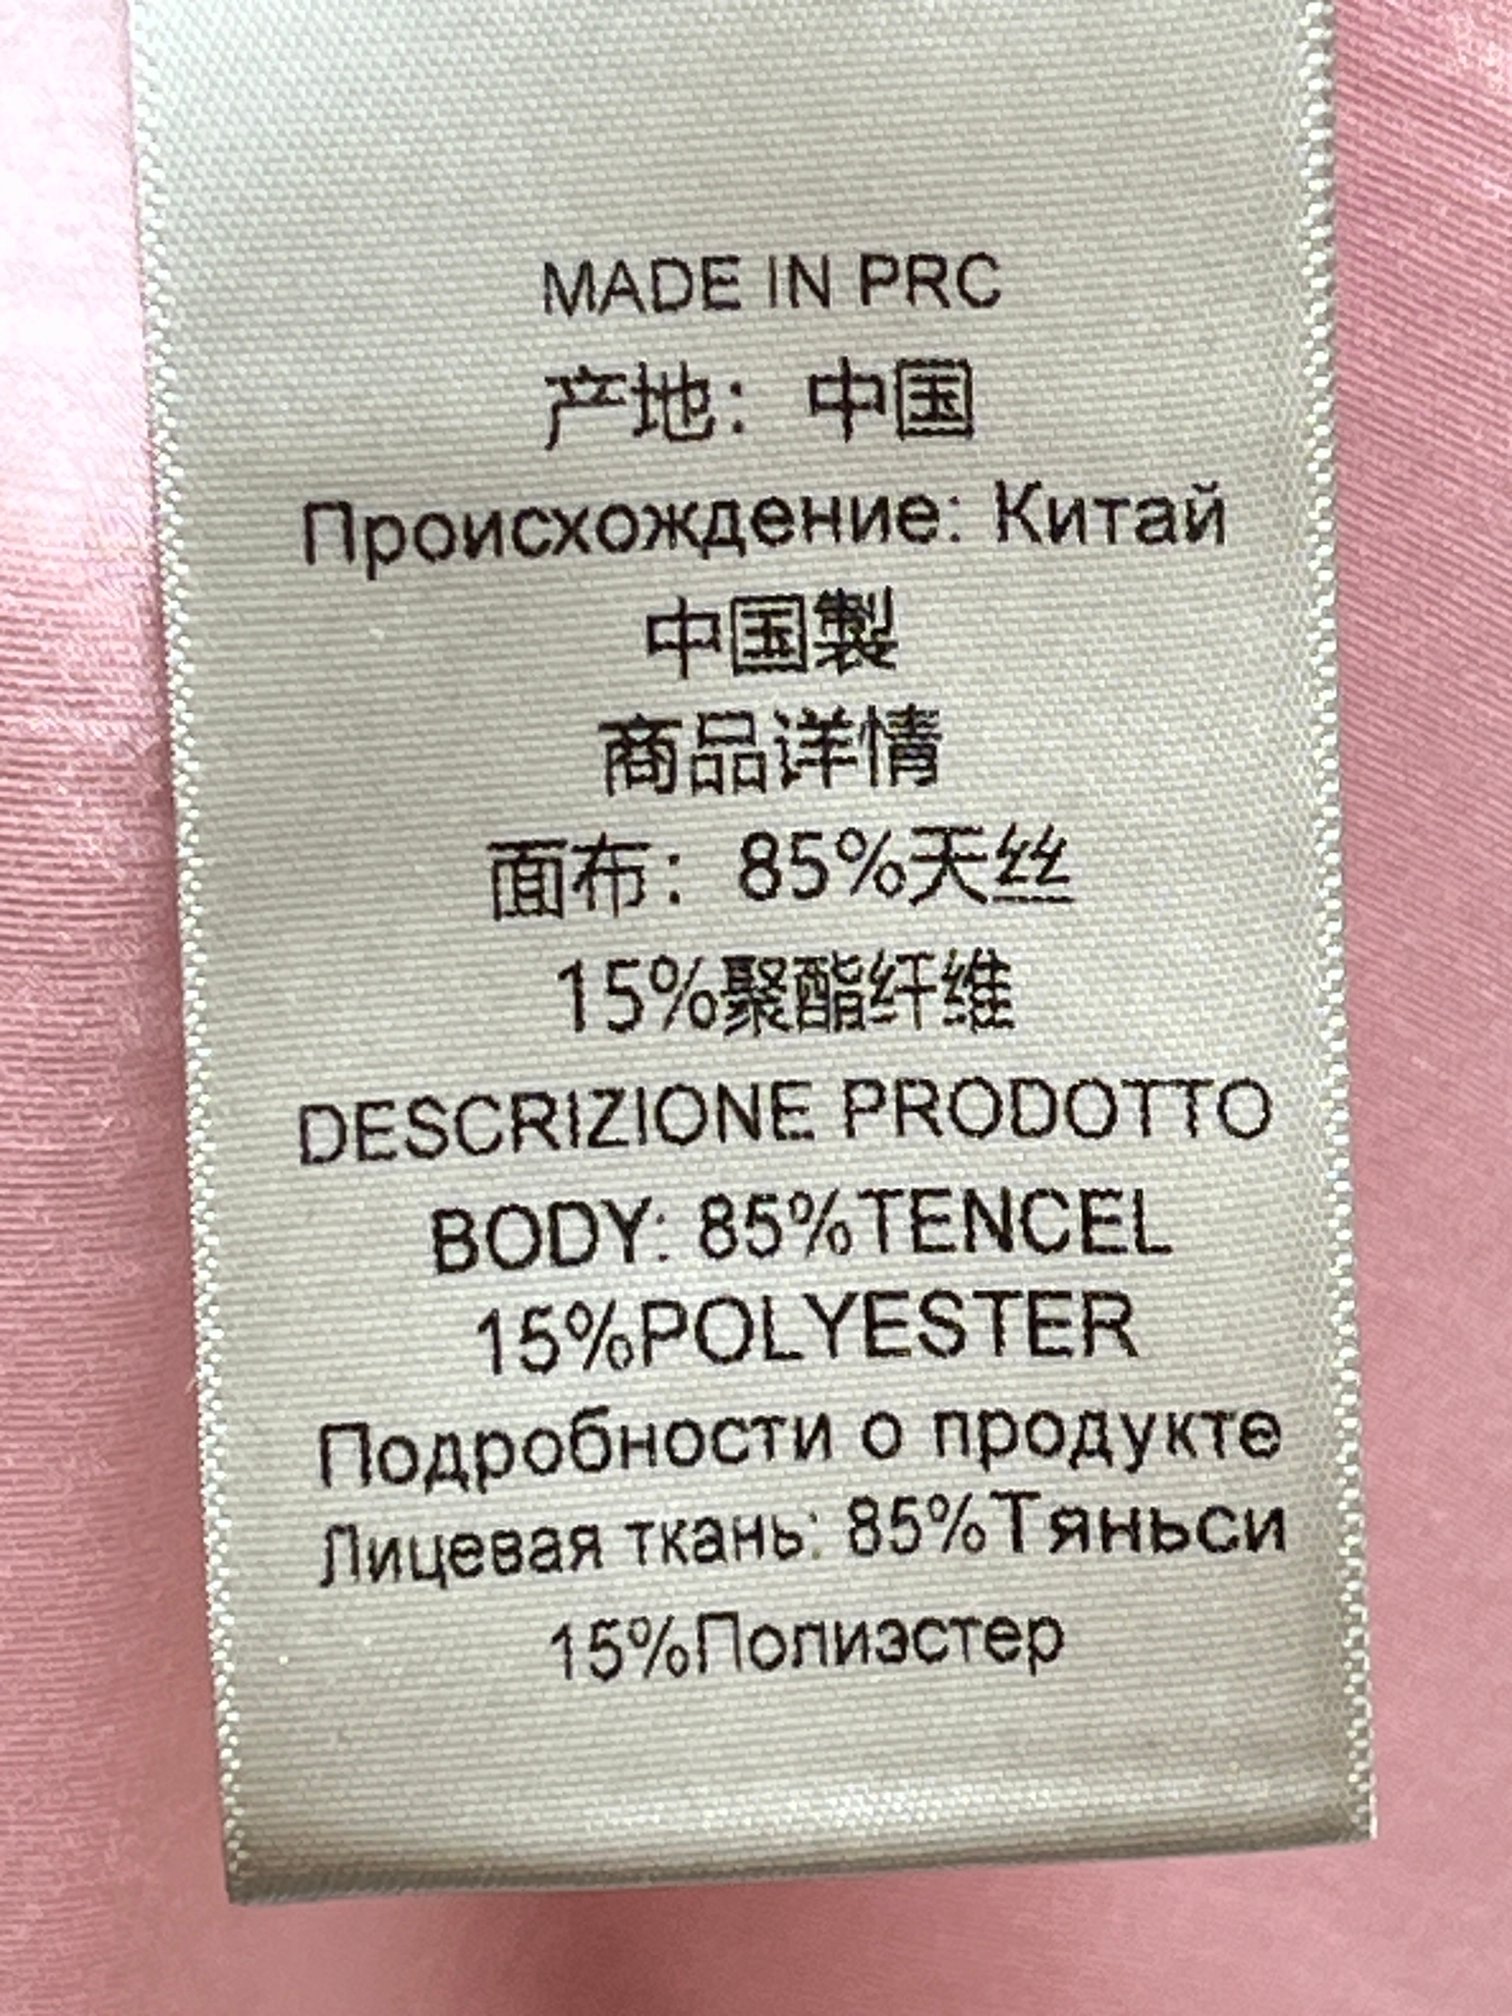 MADE IN PRC
产地：中国
Происхождение: Китай
中国製
商品详情
面布：85%天丝
15%聚酯纤维
DESCRIZIONE PRODOTTO
BODY: 85%TENCEL
15%POLYESTER
Подробности о продукте
Лицевая ткань: 85%Тяньси
15%Полиэстер